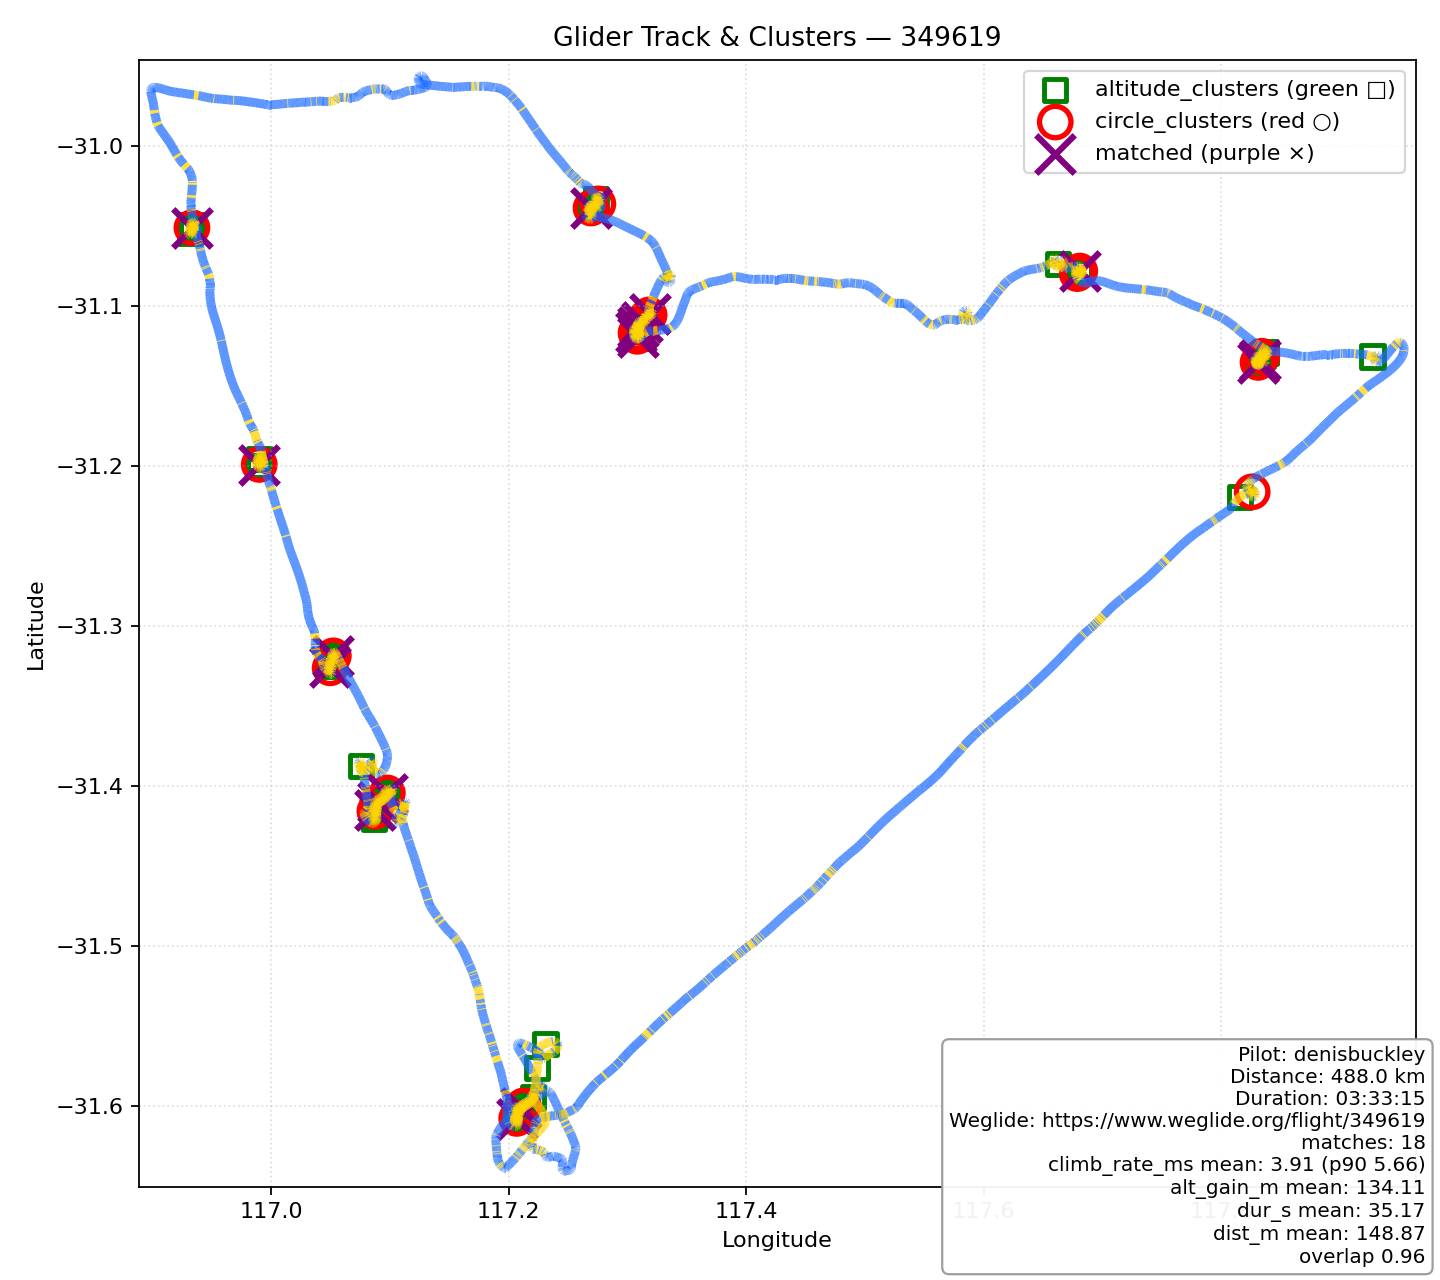 Glider Track & Clusters — 349619
altitude_clusters (green □)
circle_clusters (red ○)
matched (purple ×)
−31.0
−31.1
−31.2
−31.3
−31.4
−31.5
−31.6
Latitude
117.0
117.2
117.4
117.6
Longitude
Pilot: denisbuckley
Distance: 488.0 km
Duration: 03:33:15
Weglide: https://www.weglide.org/flight/349619
matches: 18
climb_rate_ms mean: 3.91 (p90 5.66)
alt_gain_m mean: 134.11
dur_s mean: 35.17
dist_m mean: 148.87
overlap 0.96